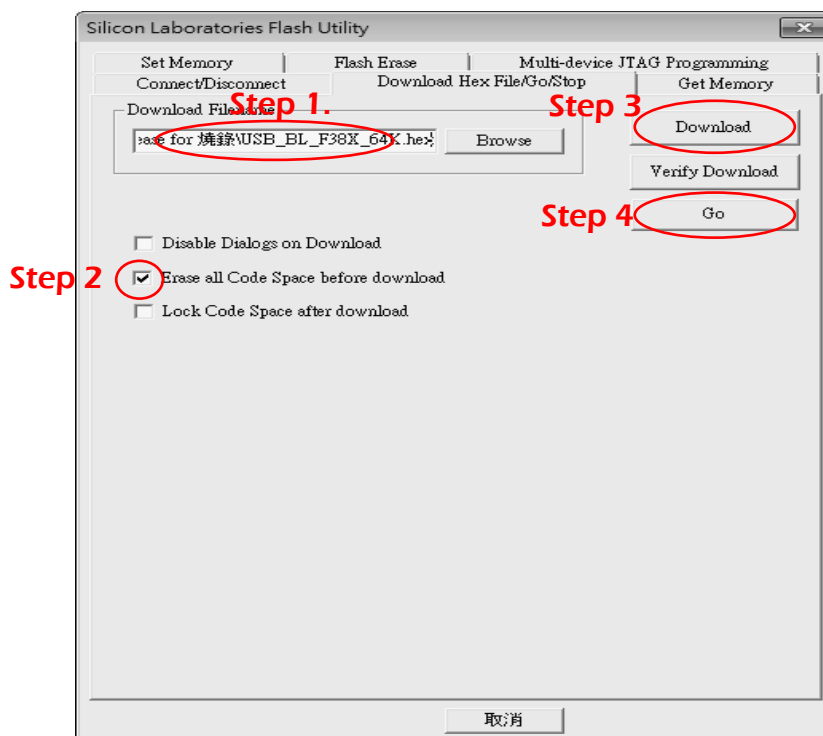 Silicon Laboratories Flash Utility
Set Memory Flash Erase Multi-device JTAG Programming
Connect/Disconnect Download Hex File/Go/Stop Get Memory
Download Filename
Step 1.
Step 3
Download
ase for 燒錄\USB_BL_F38X_64K.hex
Browse
Verify Download
Step 4
Go
Disable Dialogs on Download
Step 2
Erase all Code Space before download
Lock Code Space after download
取消